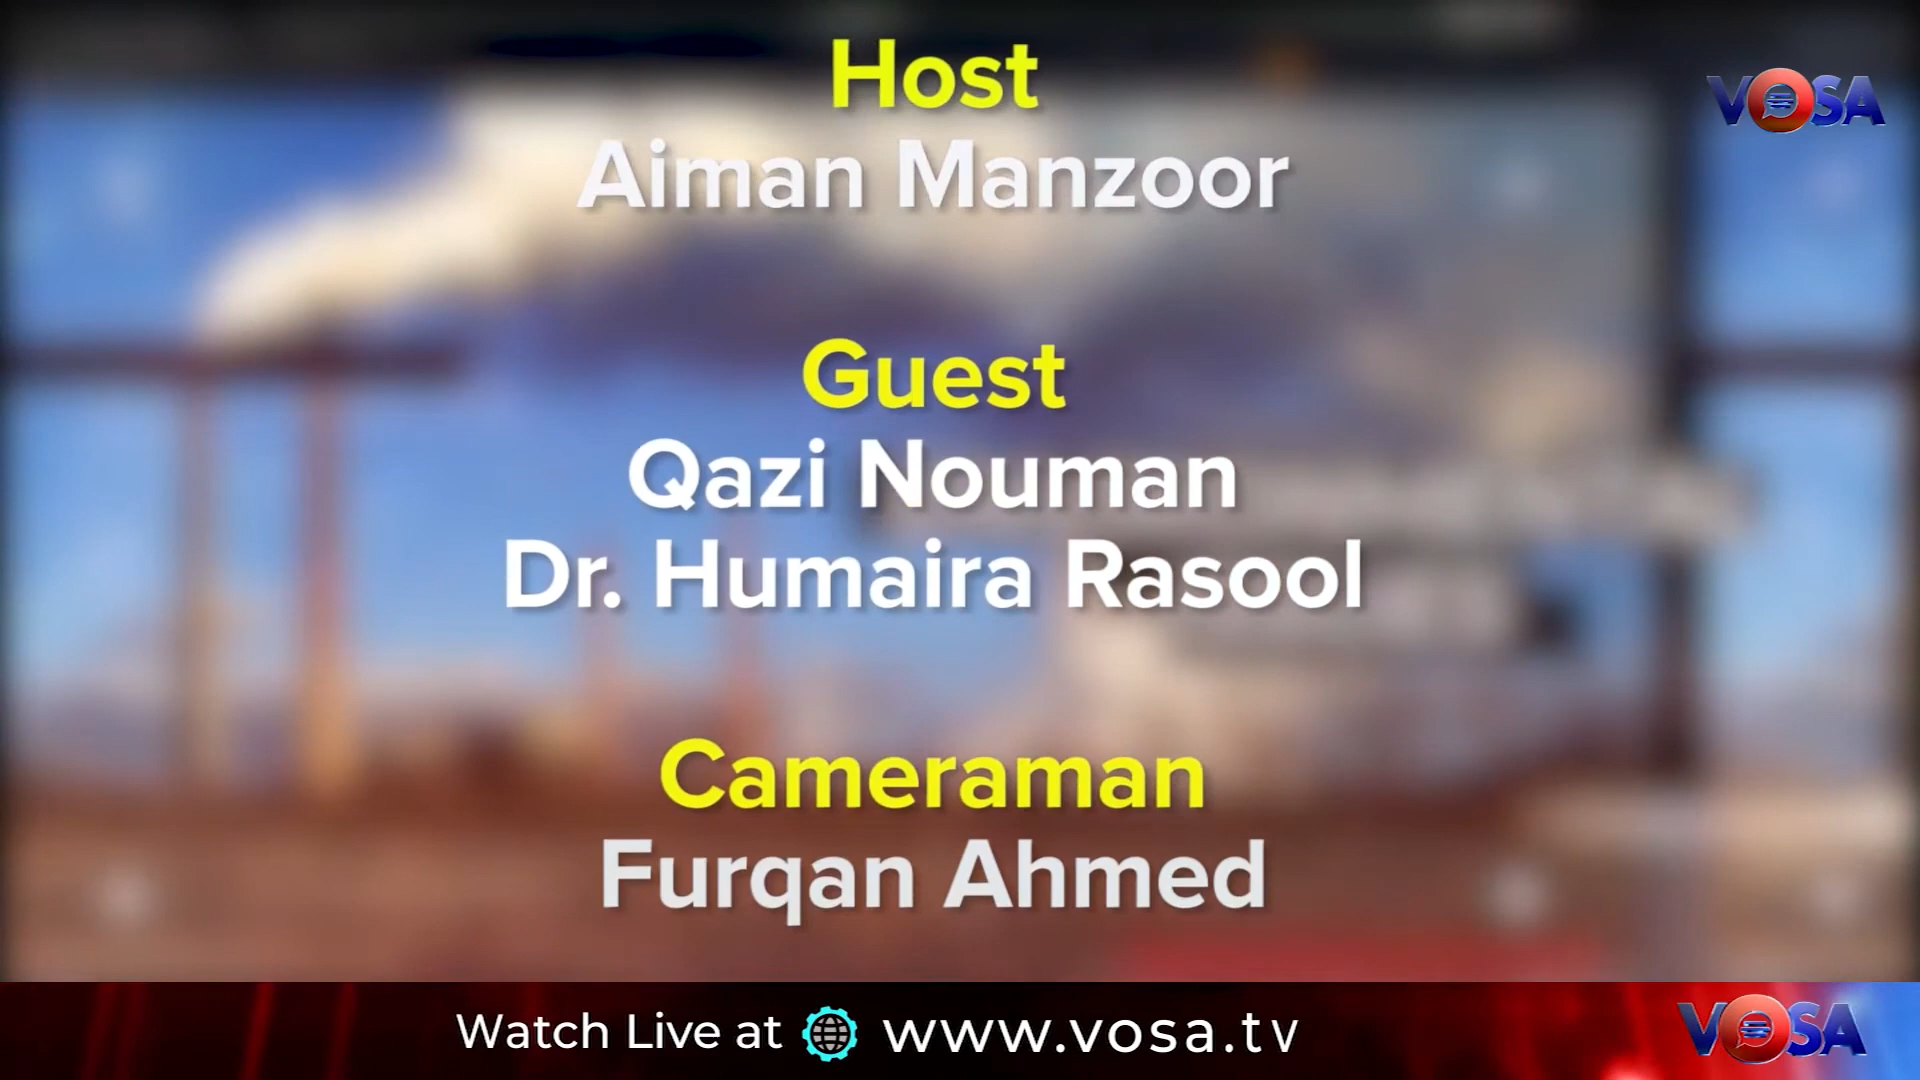 Host
VOSA
Aiman Manzoor
Guest
Qazi Nouman
Dr. Humaira Rasool
Cameraman
Furqan Ahmed
Watch Live at www.vosa.tv
VOSA